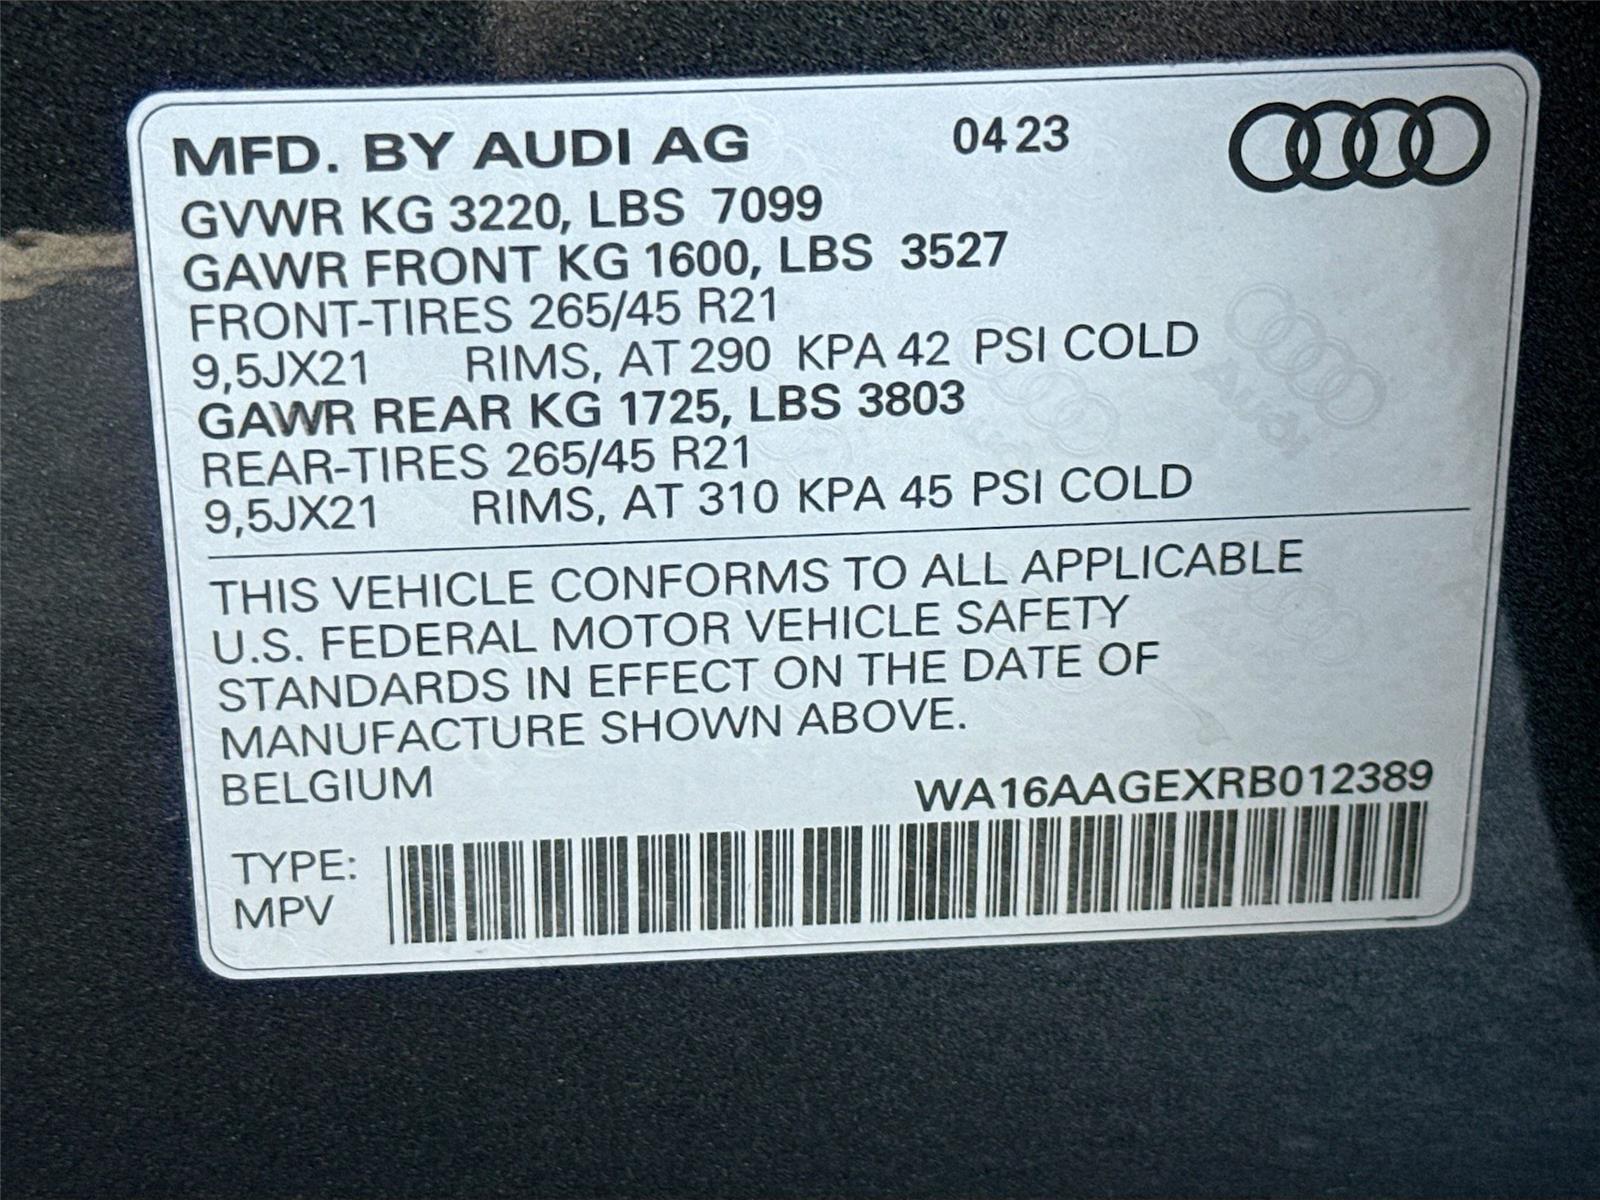 MFD. BY AUDI AG 04 23
GVWR KG 3220, LBS 7099
GAWR FRONT KG 1600, LBS 3527
FRONT-TIRES 265/45 R21
9,5JX21 RIMS, AT 290 KPA 42 PSI COLD
GAWR REAR KG 1725, LBS 3803
REAR-TIRES 265/45 R21
9,5JX21 RIMS, AT 310 KPA 45 PSI COLD
THIS VEHICLE CONFORMS TO ALL APPLICABLE
U.S. FEDERAL MOTOR VEHICLE SAFETY
STANDARDS IN EFFECT ON THE DATE OF
MANUFACTURE SHOWN ABOVE.
BELGIUM WA16AAGEXRB012389
TYPE:
MPV